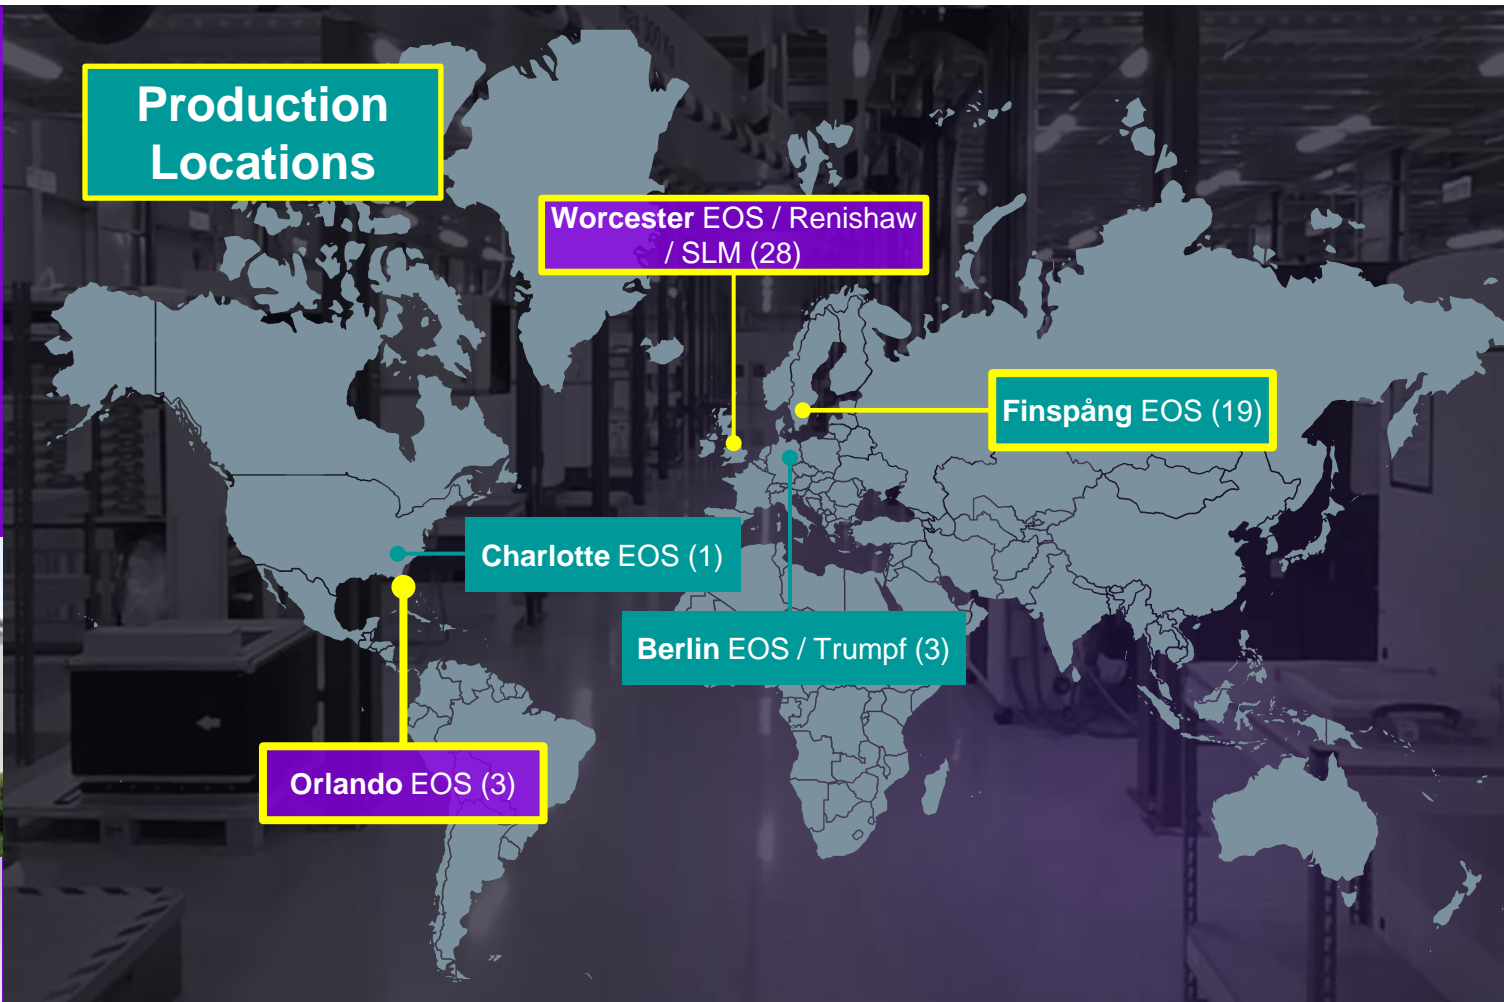 Production
Locations
Worcester EOS / Renishaw
/ SLM (28)
Finspång EOS (19)
Charlotte EOS (1)
Berlin EOS / Trumpf (3)
Orlando EOS (3)